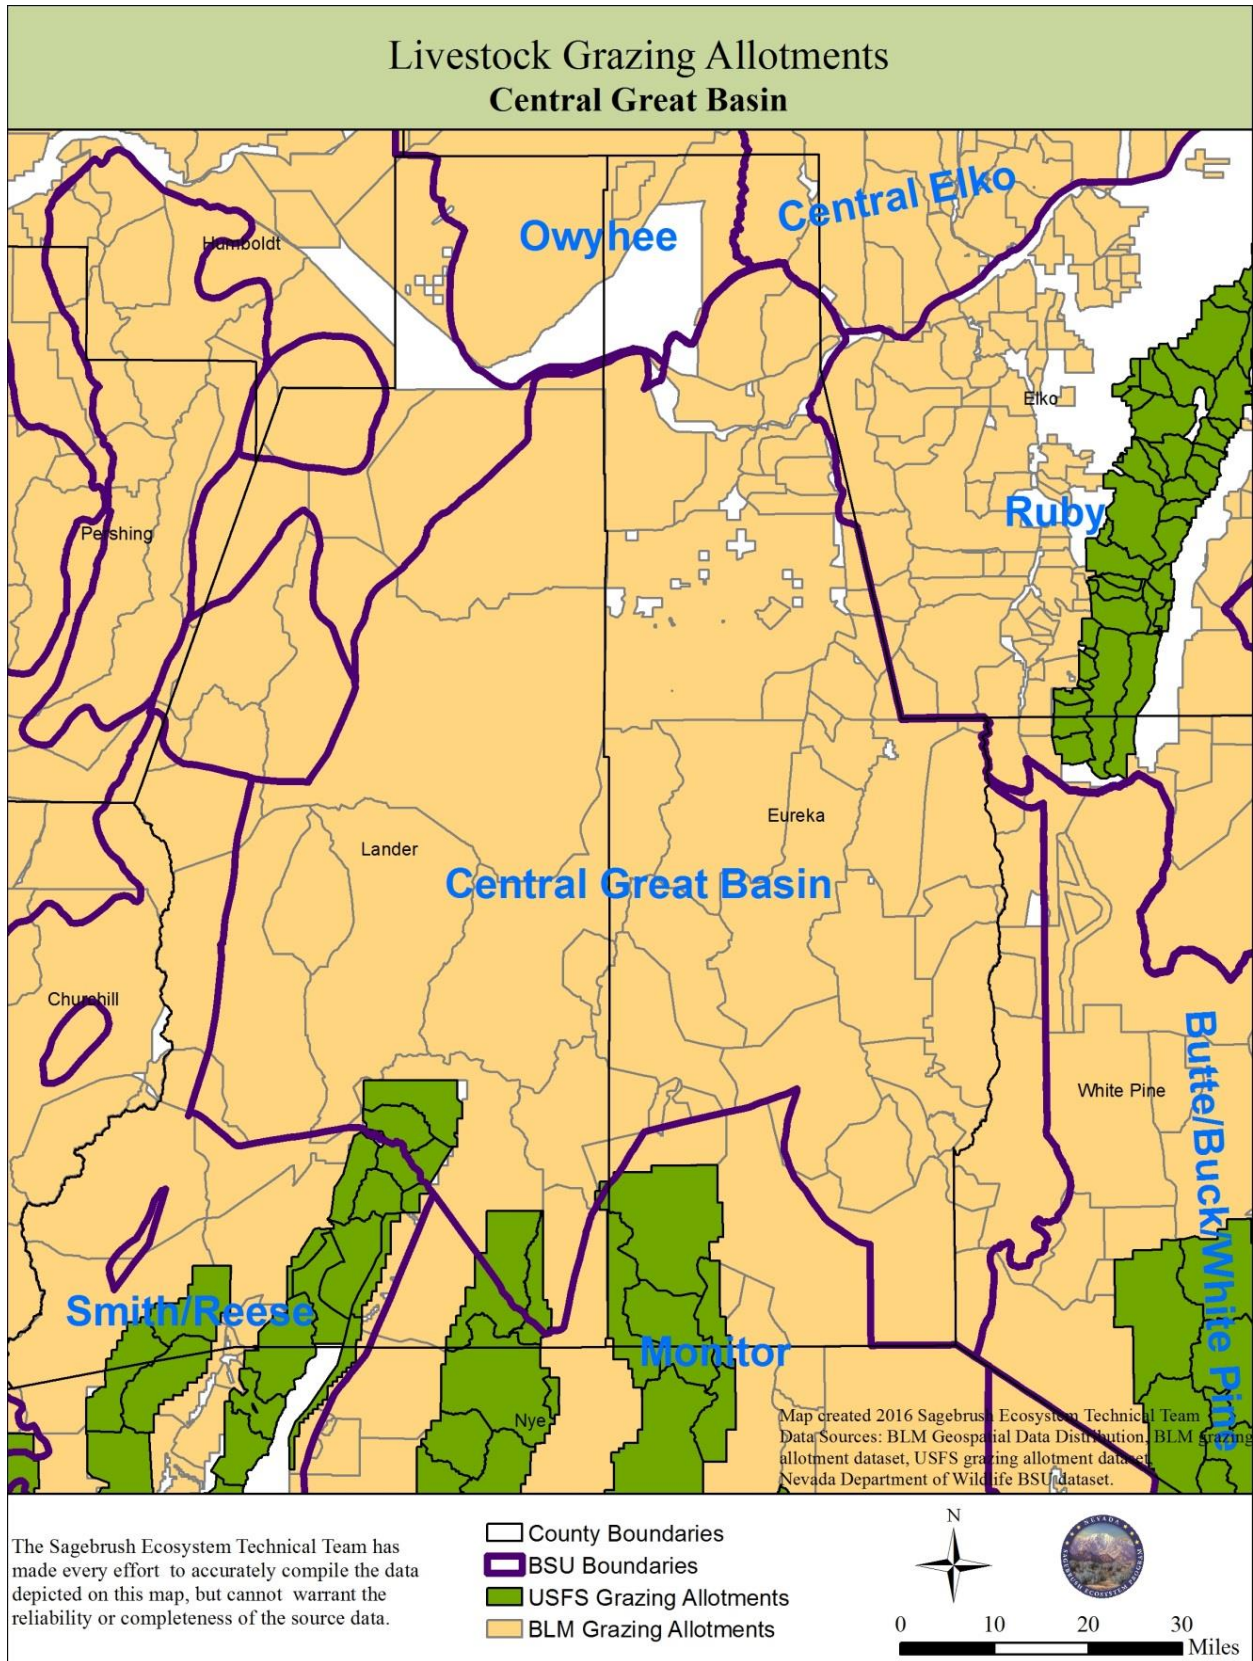 Livestock Grazing Allotments
Central Great Basin
Central Elko
Owyhee
Humboldt
Elko
Ruby
Pershing
Eureka
Lander
Central Great Basin
Churchill
White Pine
Butte/Buck/White Pine
Smith/Reese
Monitor
Nye
Map created 2016 Sagebrush Ecosystem Technical Team
Data Sources: BLM Geospatial Data Distribution, BLM grazing
allotment dataset, USFS grazing allotment dataset,
Nevada Department of Wildlife BSU dataset.
The Sagebrush Ecosystem Technical Team has
made every effort to accurately compile the data
depicted on this map, but cannot warrant the
reliability or completeness of the source data.
County Boundaries
BSU Boundaries
USFS Grazing Allotments
BLM Grazing Allotments
N
NEVADA
SAGEBRUSH ECOSYSTEM PROGRAM
0 10 20 30
Miles